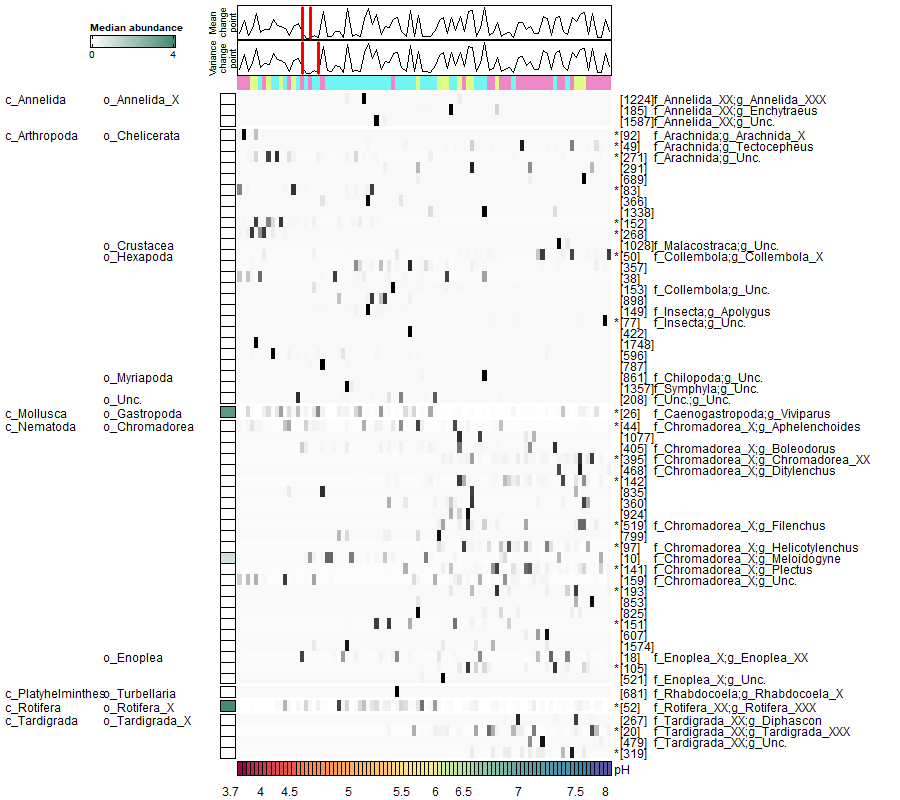 Median abundance
0 4
Mean change point
Variance change point
c_Annelida o_Annelida_X [1224]f_Annelida_XX;g_Annelida_XXX
[185] f_Annelida_XX;g_Enchytraeus
[1587]f_Annelida_XX;g_Unc.
c_Arthropoda o_Chelicerata *[92] f_Arachnida;g_Arachnida_X
*[49] f_Arachnida;g_Tectocepheus
*[271] f_Arachnida;g_Unc.
[291]
[689]
*[83]
[366]
[1338]
*[152]
*[268]
o_Crustacea [1028]f_Malacostraca;g_Unc.
o_Hexapoda *[50] f_Collembola;g_Collembola_X
[357]
[38]
[153] f_Collembola;g_Unc.
[898]
[149] f_Insecta;g_Apolygus
*[77] f_Insecta;g_Unc.
[422]
[1748]
[596]
[787]
o_Myriapoda [861] f_Chilopoda;g_Unc.
[1357]f_Symphyla;g_Unc.
o_Unc. [208] f_Unc.;g_Unc.
c_Mollusca o_Gastropoda *[26] f_Caenogastropoda;g_Viviparus
c_Nematoda o_Chromadorea *[44] f_Chromadorea_X;g_Aphelenchoides
[1077]
[405] f_Chromadorea_X;g_Boleodorus
*[395] f_Chromadorea_X;g_Chromadorea_XX
[468] f_Chromadorea_X;g_Ditylenchus
*[142]
[835]
[360]
[924]
*[519] f_Chromadorea_X;g_Filenchus
[799]
*[97] f_Chromadorea_X;g_Helicotylenchus
[10] f_Chromadorea_X;g_Meloidogyne
*[141] f_Chromadorea_X;g_Plectus
[159] f_Chromadorea_X;g_Unc.
*[193]
[853]
[825]
*[151]
[607]
[1574]
o_Enoplea [18] f_Enoplea_X;g_Enoplea_XX
*[105]
[521] f_Enoplea_X;g_Unc.
c_Platyhelminthes o_Turbellaria [681] f_Rhabdocoela;g_Rhabdocoela_X
c_Rotifera o_Rotifera_X *[52] f_Rotifera_XX;g_Rotifera_XXX
c_Tardigrada o_Tardigrada_X [267] f_Tardigrada_XX;g_Diphascon
*[20] f_Tardigrada_XX;g_Tardigrada_XXX
[479] f_Tardigrada_XX;g_Unc.
*[319]
pH
3.7 4 4.5 5 5.5 6 6.5 7 7.5 8